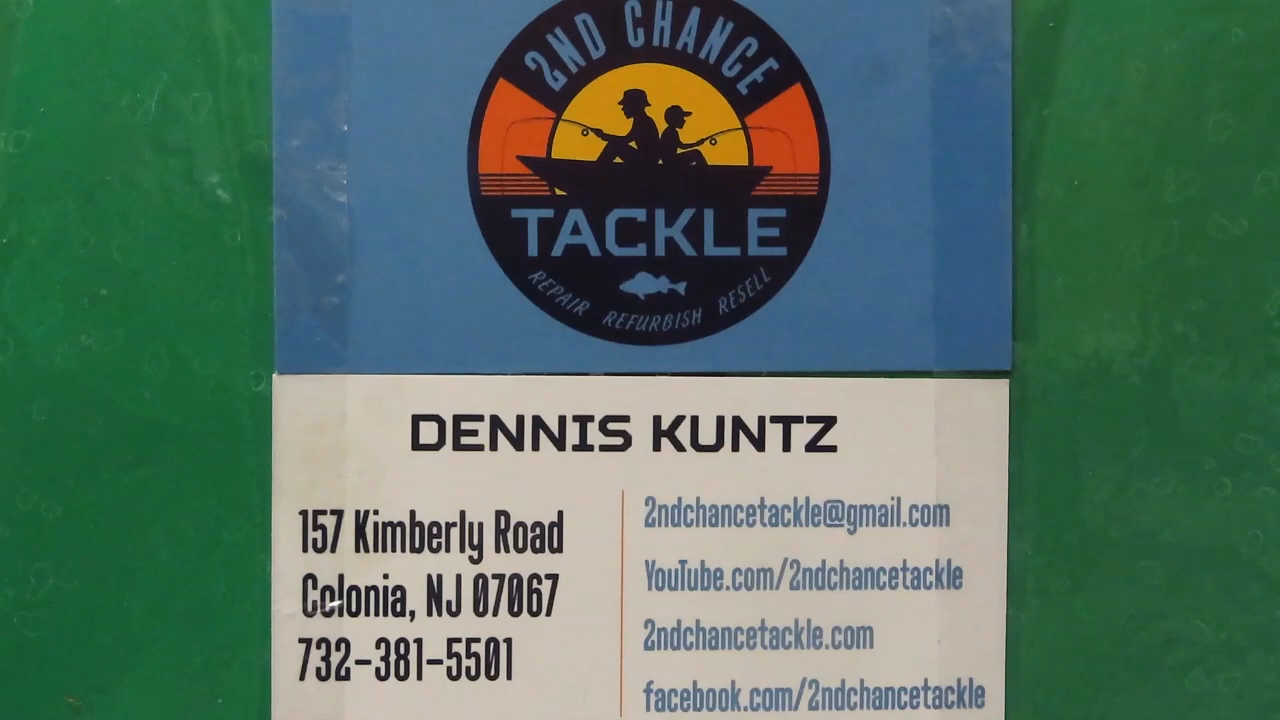 2ND CHANCE
TACKLE
REPAIR REFURBISH RESELL
DENNIS KUNTZ
157 Kimberly Road
Colonia, NJ 07067
732-381-5501
2ndchancetackle@gmail.com
YouTube.com/2ndchancetackle
2ndchancetackle.com
facebook.com/2ndchancetackle